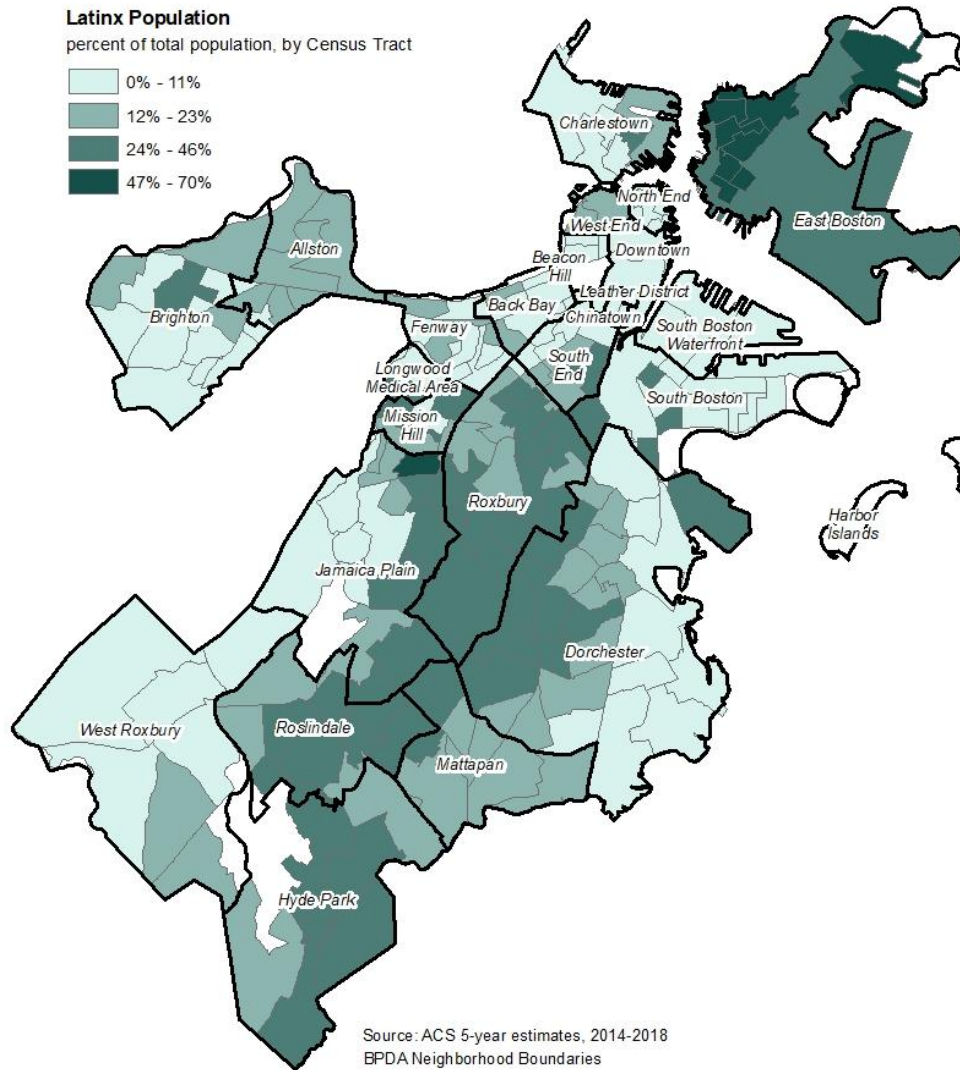 Latinx Population
percent of total population, by Census Tract
0% - 11%
12% - 23%
24% - 46%
47% - 70%
Charlestown
North End
West End
East Boston
Allston
Downtown
Beacon
Hill
Leather District
Back Bay
Chinatown
Brighton
Fenway
South Boston
Waterfront
South
End
Longwood
Medical Area
South Boston
Mission
Hill
Roxbury
Harbor
Islands
Jamaica Plain
Dorchester
West Roxbury
Roslindale
Mattapan
Hyde Park
Source: ACS 5-year estimates, 2014-2018
BPDA Neighborhood Boundaries